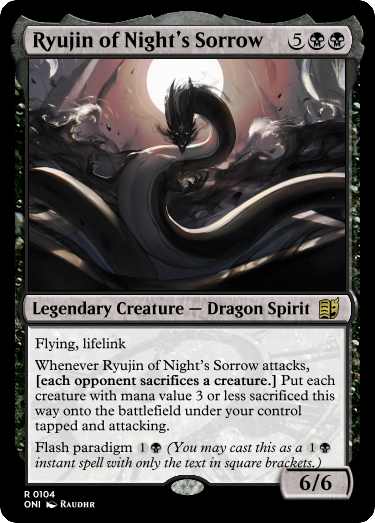 Ryujin of Night's Sorrow 5
Legendary Creature — Dragon Spirit
Flying, lifelink
Whenever Ryujin of Night's Sorrow attacks,
[each opponent sacrifices a creature.] Put each
creature with mana value 3 or less sacrificed this
way onto the battlefield under your control
tapped and attacking.
Flash paradigm 1 (You may cast this as a 1
instant spell with only the text in square brackets.)
6/6
R 0104
ONI RAUDHR